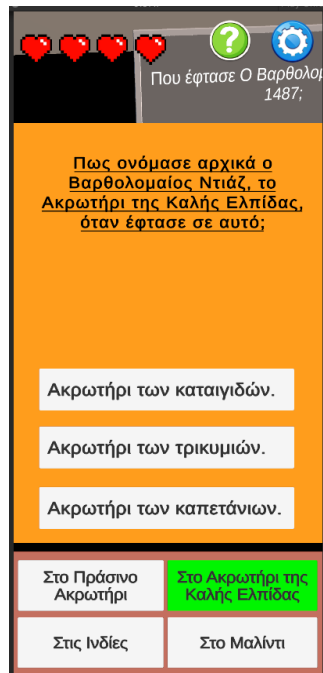 Που έφτασε Ο
1487;
Πως ονόμασε αρχικά ο
Βαρθολομαίος Ντιάζ, το
Ακρωτήρι της Καλής Ελπίδας,
όταν έφτασε σε αυτό;
Ακρωτήρι των καταιγιδών.
Ακρωτήρι των τρικυμιών.
Ακρωτήρι των καπετάνιων.
Στο Πράσινο
Ακρωτήρι
Στο Ακρωτήρι της
Καλής Ελπίδας
Στις Ινδίες
Στο Μαλίντι